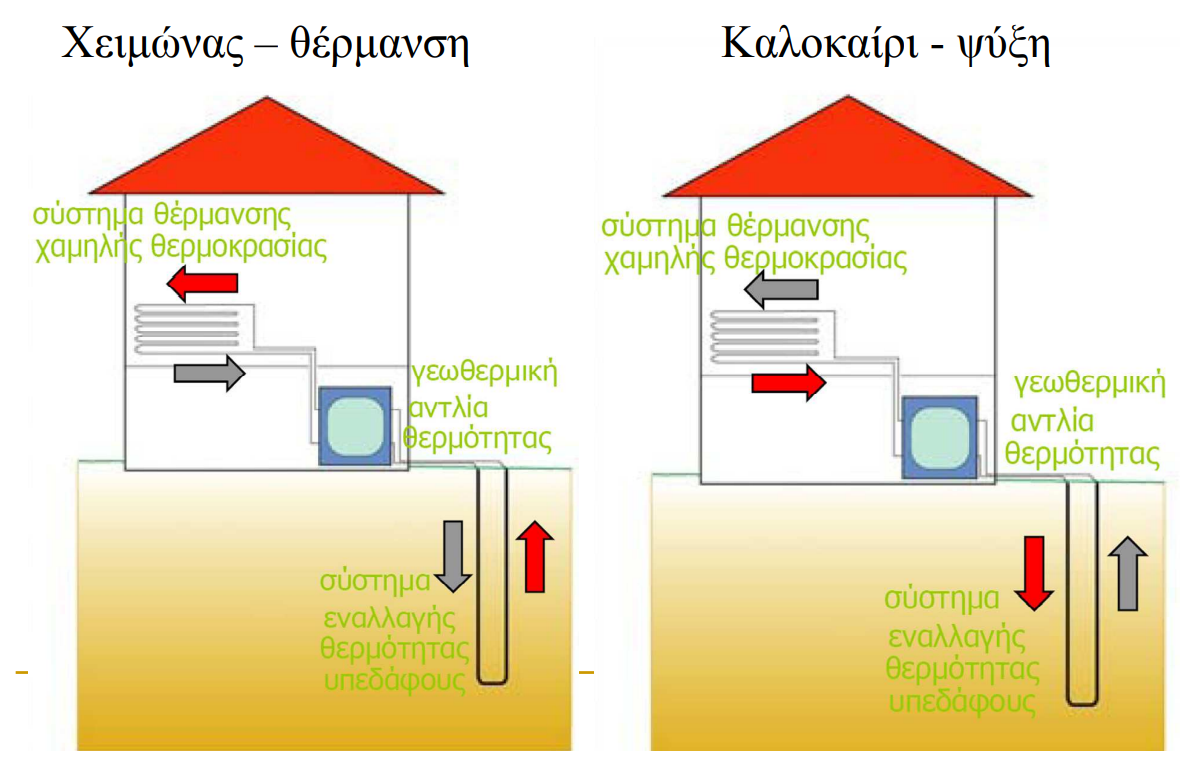 Χειμώνας – θέρμανση
σύστημα θέρμανσης
χαμηλής θερμοκρασίας
γεωθερμική
αντλία
θερμότητας
σύστημα
εναλλαγής
θερμότητας
υπεδάφους
Καλοκαίρι - ψύξη
σύστημα θέρμανσης
χαμηλής θερμοκρασίας
γεωθερμική
αντλία
θερμότητας
σύστημα
εναλλαγής
θερμότητας
υπεδάφους